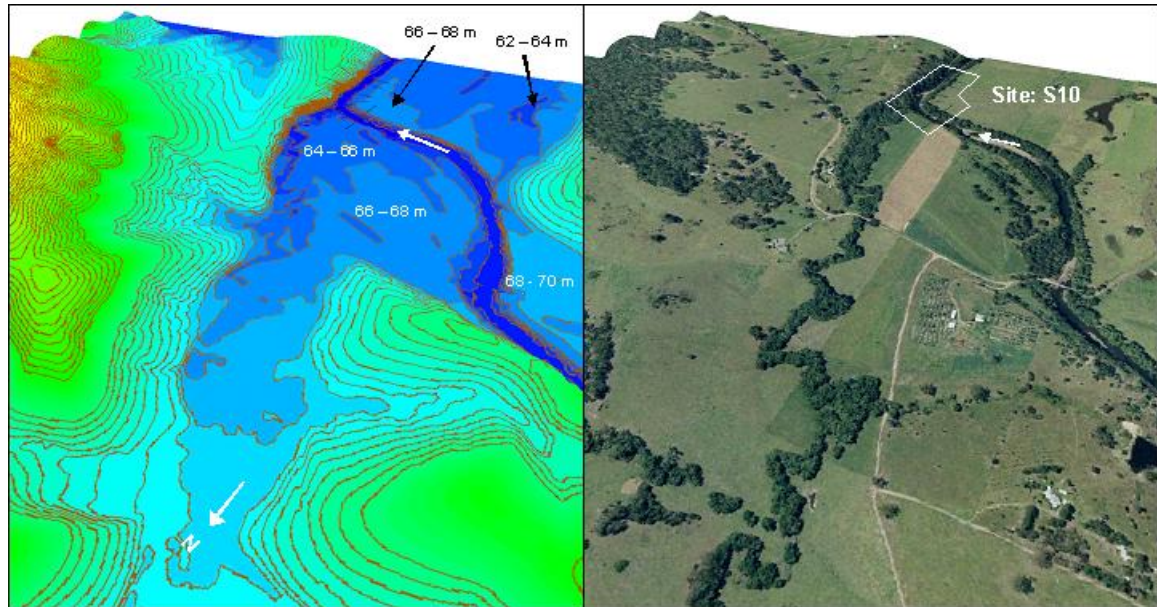 66 – 68 m
62 – 64 m
64 – 66 m
66 – 68 m
68 - 70 m
N
Site: S10